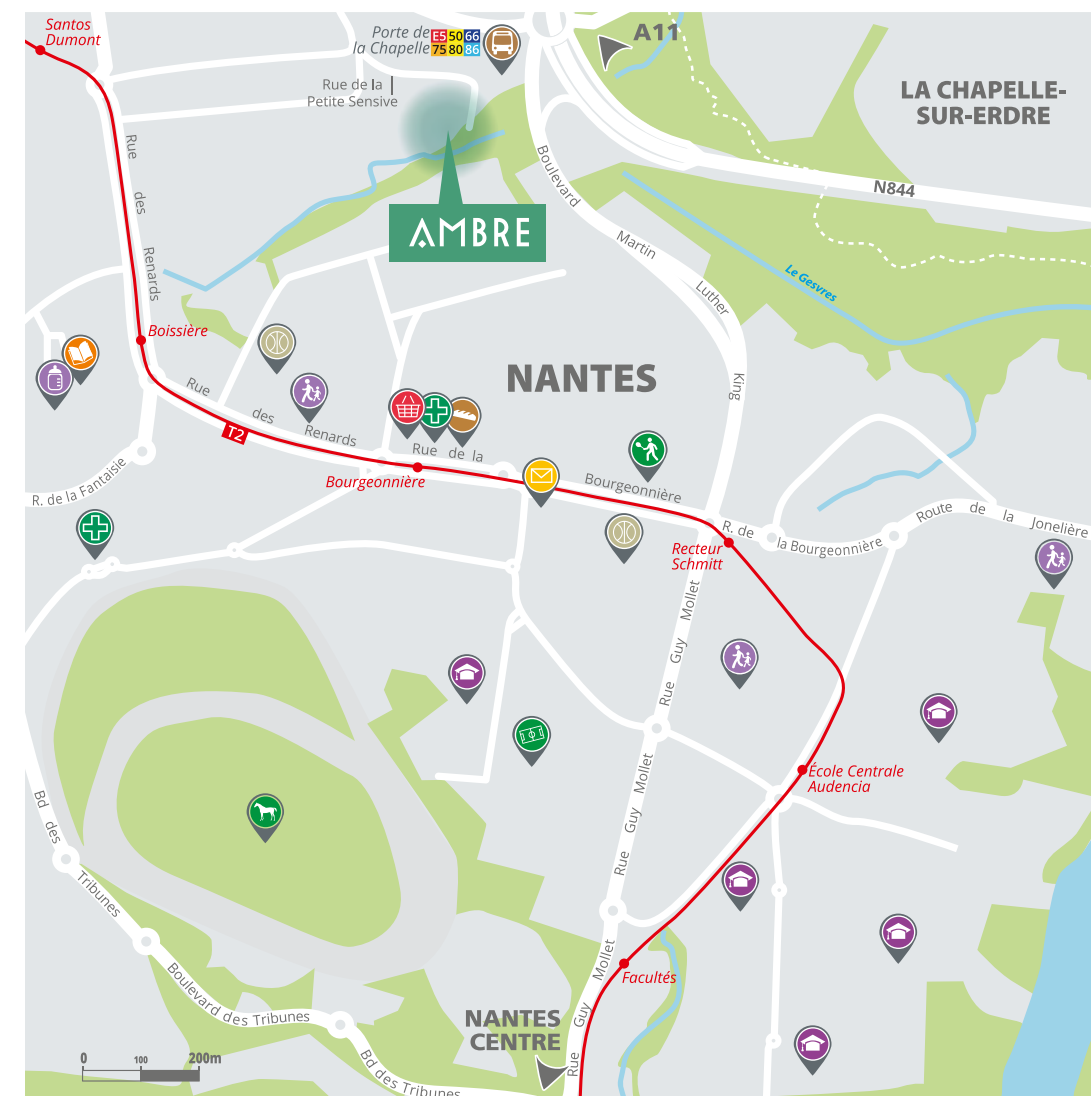 Santos
Dumont
Porte de
la Chapelle
E5 50 66
75 80 86
A11
Rue de la
Petite Sensive
LA CHAPELLE-
SUR-ERDRE
N844
AMBRE
Rue des Renards
Boulevard Martin Luther King
Le Gesvres
Boissière
NANTES
Rue des Renards
T2
Rue de la Bourgeonnière
Bourgeonnière
R. de la Fantaisie
R. de la Bourgeonnière
Route de la Jonelière
Recteur
Schmitt
Rue Guy Mollet
Rue Guy Mollet
École Centrale
Audencia
Bd des Tribunes
Boulevard des Tribunes
Bd des Tribunes
Rue Guy Mollet
Facultés
NANTES
CENTRE
0 100 200m